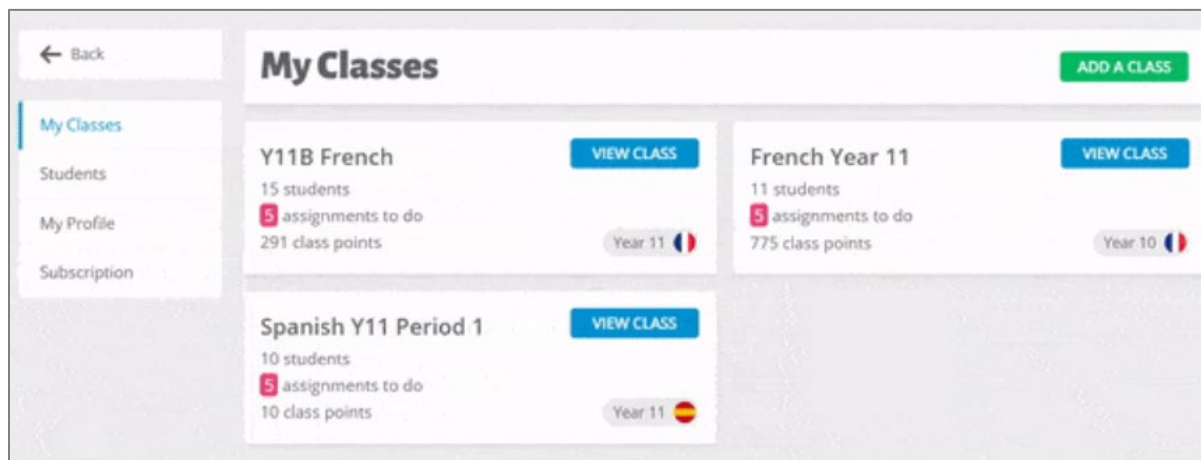 Back
My Classes
Students
My Profile
Subscription
My Classes
ADD A CLASS
Y11B French
VIEW CLASS
15 students
5 assignments to do
291 class points
Year 11
French Year 11
VIEW CLASS
11 students
5 assignments to do
775 class points
Year 10
Spanish Y11 Period 1
VIEW CLASS
10 students
5 assignments to do
10 class points
Year 11